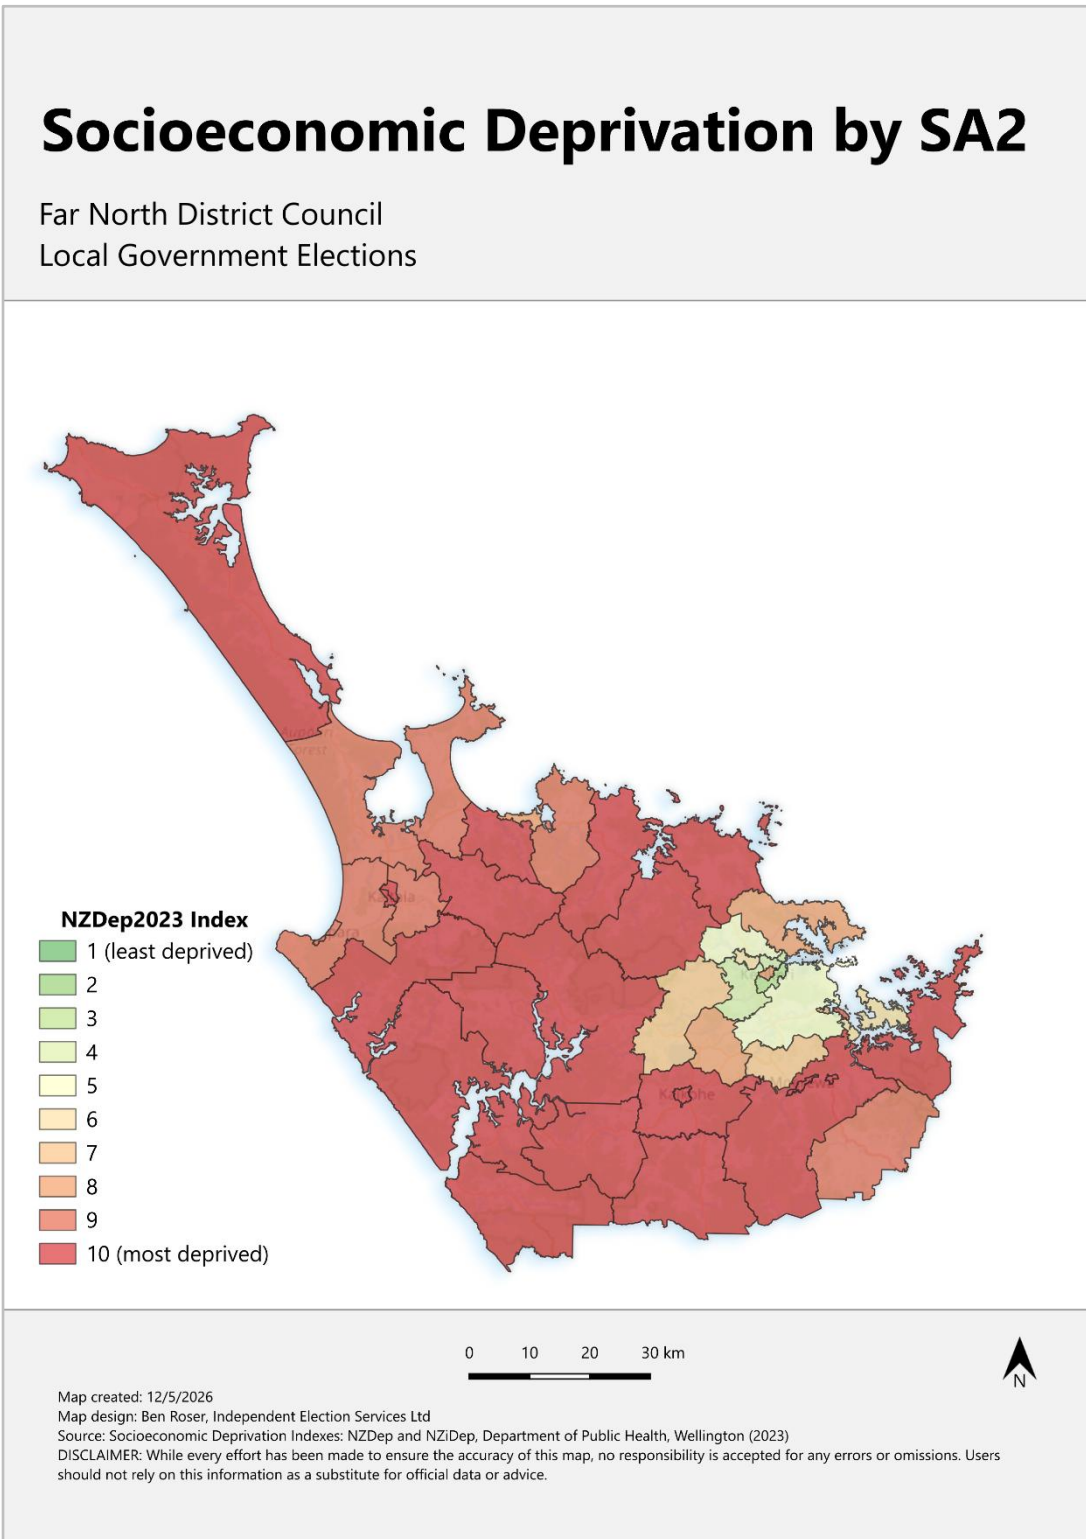 Socioeconomic Deprivation by SA2
Far North District Council
Local Government Elections
Forest
Kaikohe
NZDep2023 Index
1 (least deprived)
2
3
4
5
6
7
8
9
10 (most deprived)
0 10 20 30 km
N
Map created: 12/5/2026
Map design: Ben Roser, Independent Election Services Ltd
Source: Socioeconomic Deprivation Indexes: NZDep and NZiDep, Department of Public Health, Wellington (2023)
DISCLAIMER: While every effort has been made to ensure the accuracy of this map, no responsibility is accepted for any errors or omissions. Users
should not rely on this information as a substitute for official data or advice.